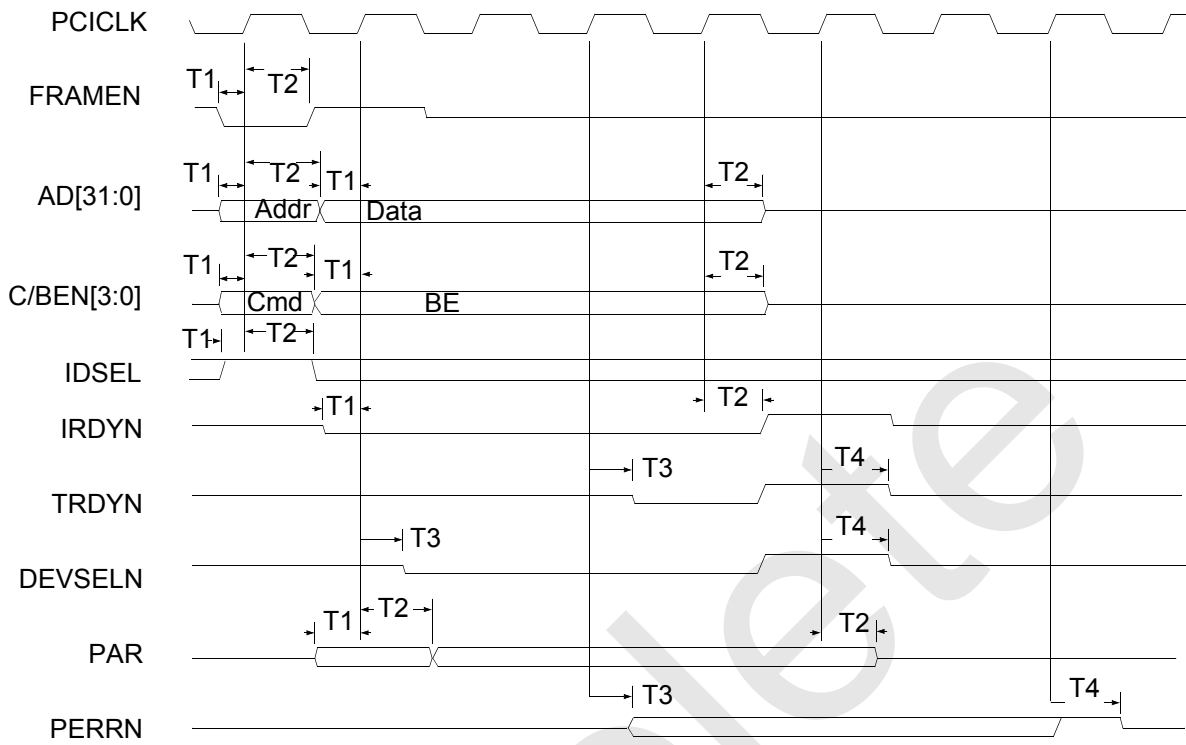 PCICLK
T1 T2
FRAMEN
T1 T2 T1 T2
AD[31:0]
Addr Data
T1 T2 T1 T2
C/BEN[3:0]
Cmd BE
T1 T2
IDSEL
T1 T2
IRDYN
T3 T4
TRDYN
T3 T4
DEVSELN
T1 T2 T2
PAR
T3 T4
PERRN